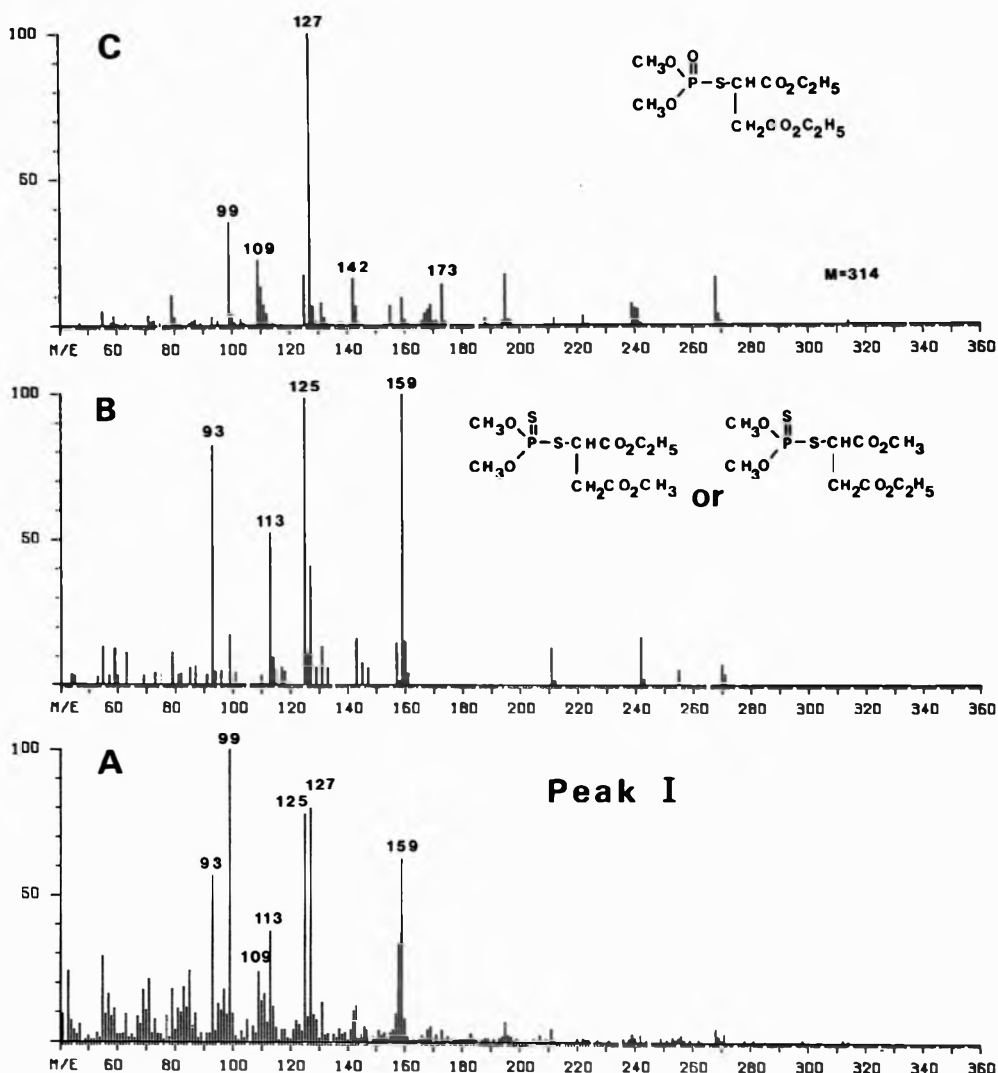 C
100
50
127
99
109
142
173
M=314
O
CH₃O
P-S-CHCO₂C₂H₅
CH₃O
CH₂CO₂C₂H₅
M/E 60 80 100 120 140 160 180 200 220 240 260 280 300 320 340 360
B
100
50
93
113
125
159
S
CH₃O
P-S-CHCO₂C₂H₅
CH₃O
CH₂CO₂CH₃
or
S
CH₃O
P-S-CHCO₂CH₃
CH₃O
CH₂CO₂C₂H₅
M/E 60 80 100 120 140 160 180 200 220 240 260 280 300 320 340 360
A
Peak I
100
50
93
99
109
113
125
127
159
M/E 60 80 100 120 140 160 180 200 220 240 260 280 300 320 340 360